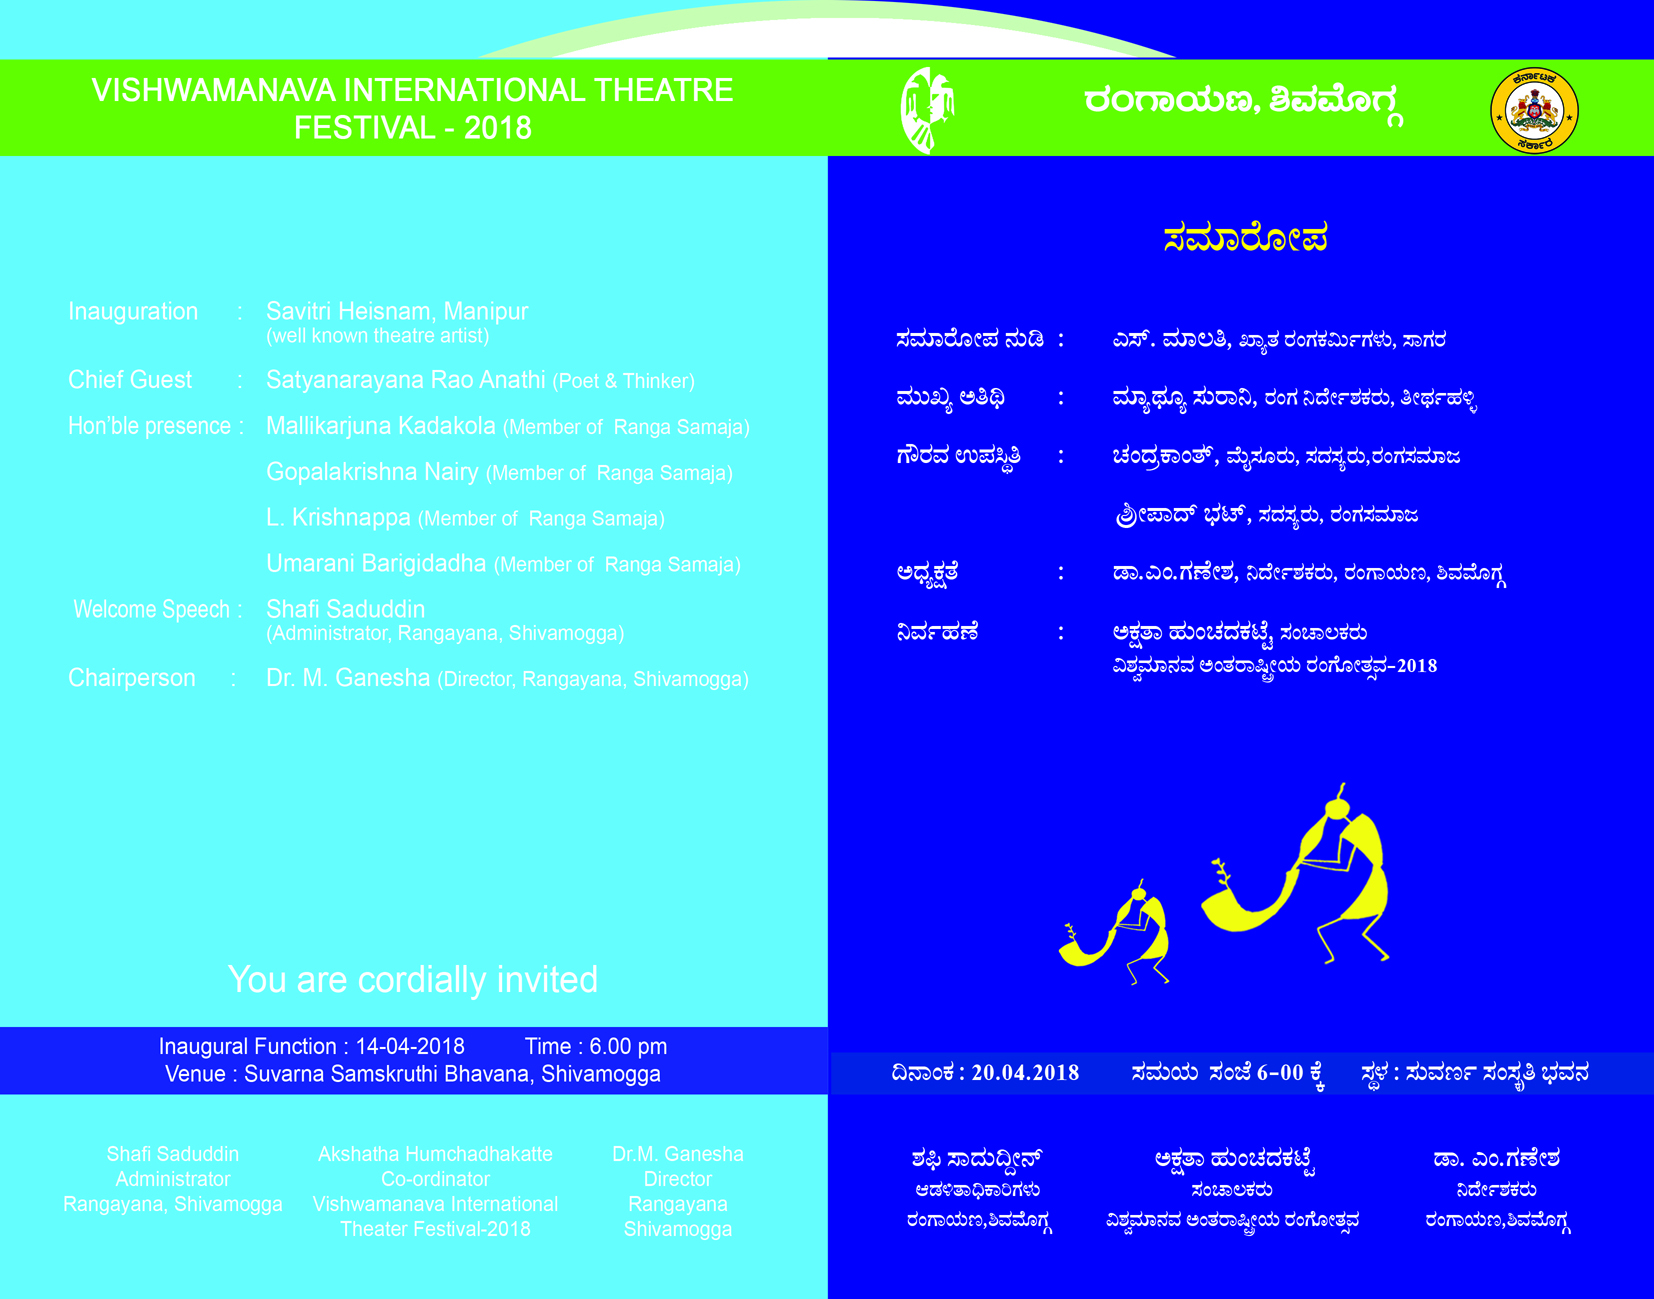 VISHWAMANAVA INTERNATIONAL THEATRE
FESTIVAL - 2018
Inauguration : Savitri Heisnam, Manipur
(well known theatre artist)
Chief Guest : Satyanarayana Rao Anathi (Poet & Thinker)
Hon'ble presence : Mallikarjuna Kadakola (Member of Ranga Samaja)
Gopalakrishna Nairy (Member of Ranga Samaja)
L. Krishnappa (Member of Ranga Samaja)
Umarani Barigidadha (Member of Ranga Samaja)
Welcome Speech : Shafi Saduddin
(Administrator, Rangayana, Shivamogga)
Chairperson : Dr. M. Ganesha (Director, Rangayana, Shivamogga)
You are cordially invited
Inaugural Function : 14-04-2018 Time : 6.00 pm
Venue : Suvarna Samskruthi Bhavana, Shivamogga
Shafi Saduddin
Administrator
Rangayana, Shivamogga
Akshatha Humchadhakatte
Co-ordinator
Vishwamanava International
Theater Festival-2018
Dr.M. Ganesha
Director
Rangayana
Shivamogga
ರಂಗಾಯಣ, ಶಿವಮೊಗ್ಗ
ಕರ್ನಾಟಕ
ಸರ್ಕಾರ
ಸಮಾರೋಪ
ಸಮಾರೋಪ ನುಡಿ : ಎಸ್. ಮಾಲತಿ, ಖ್ಯಾತ ರಂಗಕರ್ಮಿಗಳು, ಸಾಗರ
ಮುಖ್ಯ ಅತಿಥಿ : ಮ್ಯಾಥ್ಯೂ ಸುರಾನಿ, ರಂಗ ನಿರ್ದೇಶಕರು, ತೀರ್ಥಹಳ್ಳಿ
ಗೌರವ ಉಪಸ್ಥಿತಿ : ಚಂದ್ರಕಾಂತ್, ಮೈಸೂರು, ಸದಸ್ಯರು,ರಂಗಸಮಾಜ
ಶ್ರೀಪಾದ್ ಭಟ್, ಸದಸ್ಯರು, ರಂಗಸಮಾಜ
ಅಧ್ಯಕ್ಷತೆ : ಡಾ.ಎಂ.ಗಣೇಶ, ನಿರ್ದೇಶಕರು, ರಂಗಾಯಣ, ಶಿವಮೊಗ್ಗ
ನಿರ್ವಹಣೆ : ಅಕ್ಷತಾ ಹುಂಚದಕಟ್ಟೆ, ಸಂಚಾಲಕರು
ವಿಶ್ವಮಾನವ ಅಂತರಾಷ್ಟ್ರೀಯ ರಂಗೋತ್ಸವ-2018
ದಿನಾಂಕ : 20.04.2018 ಸಮಯ ಸಂಜೆ 6-00 ಕ್ಕೆ ಸ್ಥಳ : ಸುವರ್ಣ ಸಂಸ್ಕೃತಿ ಭವನ
ಶಫಿ ಸಾದುದ್ದೀನ್
ಆಡಳಿತಾಧಿಕಾರಿಗಳು
ರಂಗಾಯಣ,ಶಿವಮೊಗ್ಗ
ಅಕ್ಷತಾ ಹುಂಚದಕಟ್ಟೆ
ಸಂಚಾಲಕರು
ವಿಶ್ವಮಾನವ ಅಂತರಾಷ್ಟ್ರೀಯ ರಂಗೋತ್ಸವ
ಡಾ. ಎಂ.ಗಣೇಶ
ನಿರ್ದೇಶಕರು
ರಂಗಾಯಣ,ಶಿವಮೊಗ್ಗ